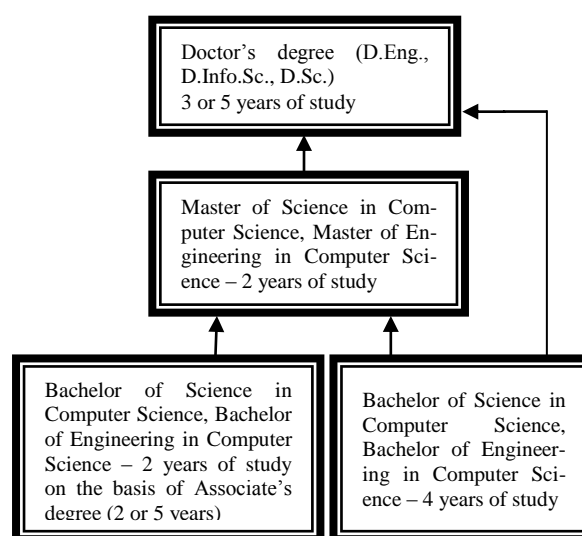 Doctor’s degree (D.Eng.,
D.Info.Sc., D.Sc.)
3 or 5 years of study
Master of Science in Com-
puter Science, Master of En-
gineering in Computer Sci-
ence – 2 years of study
Bachelor of Science in
Computer Science, Bachelor
of Engineering in Computer
Science – 2 years of study
on the basis of Associate’s
degree (2 or 5 years)
Bachelor of Science in
Computer Science,
Bachelor of Engineer-
ing in Computer Sci-
ence – 4 years of study